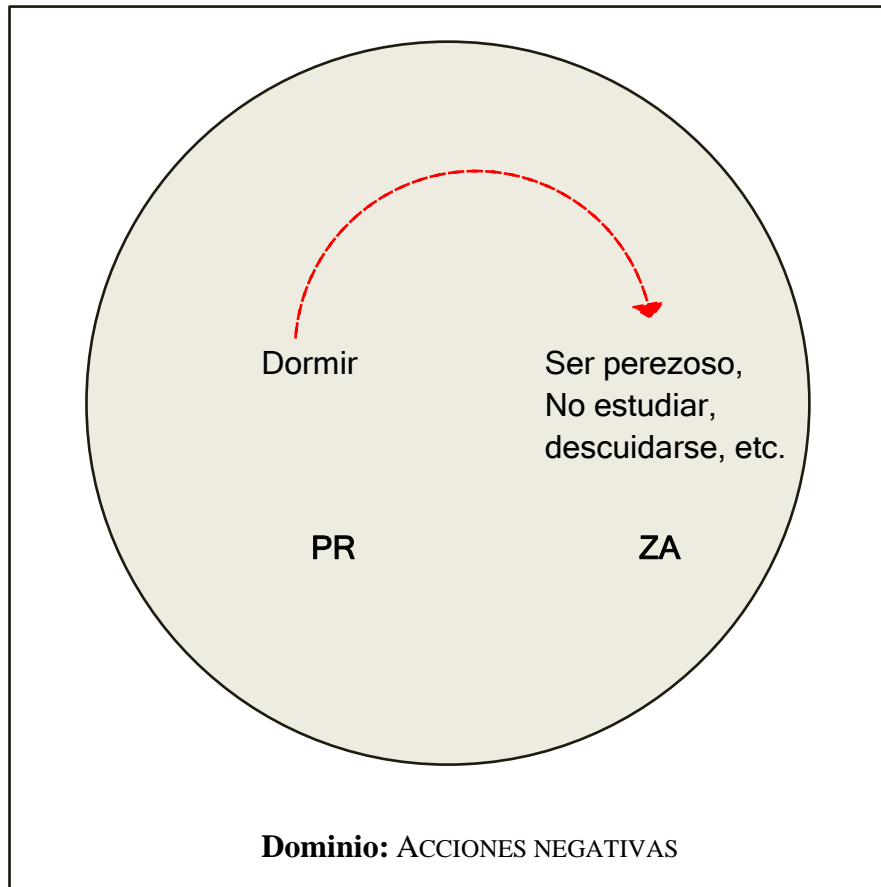 Dormir
Ser perezoso,
No estudiar,
descuidarse, etc.
PR
ZA
Dominio: ACCIONES NEGATIVAS